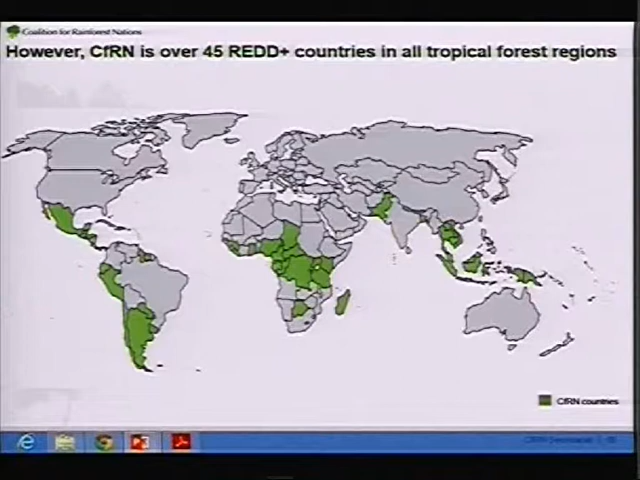 Coalition for Rainforest Nations
However, CfRN is over 45 REDD+ countries in all tropical forest regions
CfRN countries